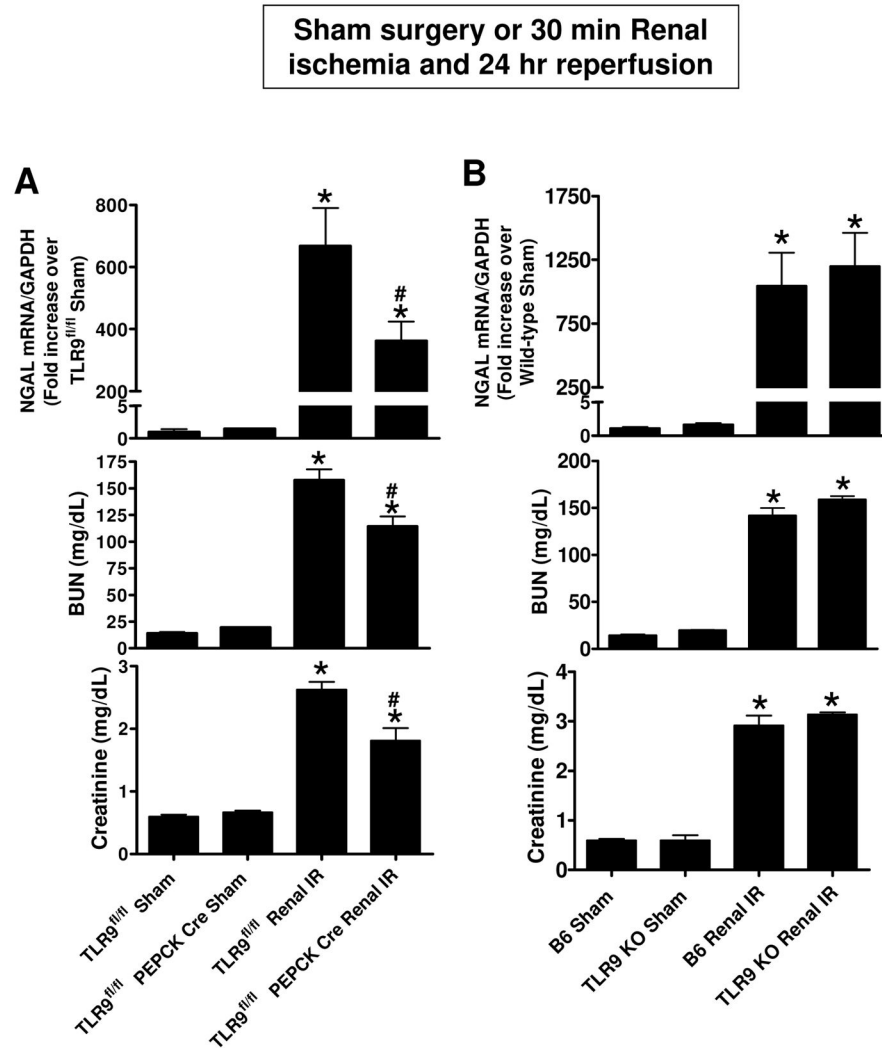 Sham surgery or 30 min Renal
ischemia and 24 hr reperfusion
A
NGAL mRNA/GAPDH
(Fold increase over
TLR9fl/fl Sham)
800
600
400
200
5
0
*
#
*
BUN (mg/dL)
175
150
125
100
75
50
25
0
*
#
*
Creatinine (mg/dL)
3
2
1
0
*
#
*
TLR9fl/fl Sham
TLR9fl/fl PEPCK Cre Sham
TLR9fl/fl Renal IR
TLR9fl/fl PEPCK Cre Renal IR
B
NGAL mRNA/GAPDH
(Fold increase over
Wild-type Sham)
1750
1250
750
250
5
0
*
*
BUN (mg/dL)
200
150
100
50
0
*
*
Creatinine (mg/dL)
4
3
2
1
0
*
*
B6 Sham
TLR9 KO Sham
B6 Renal IR
TLR9 KO Renal IR